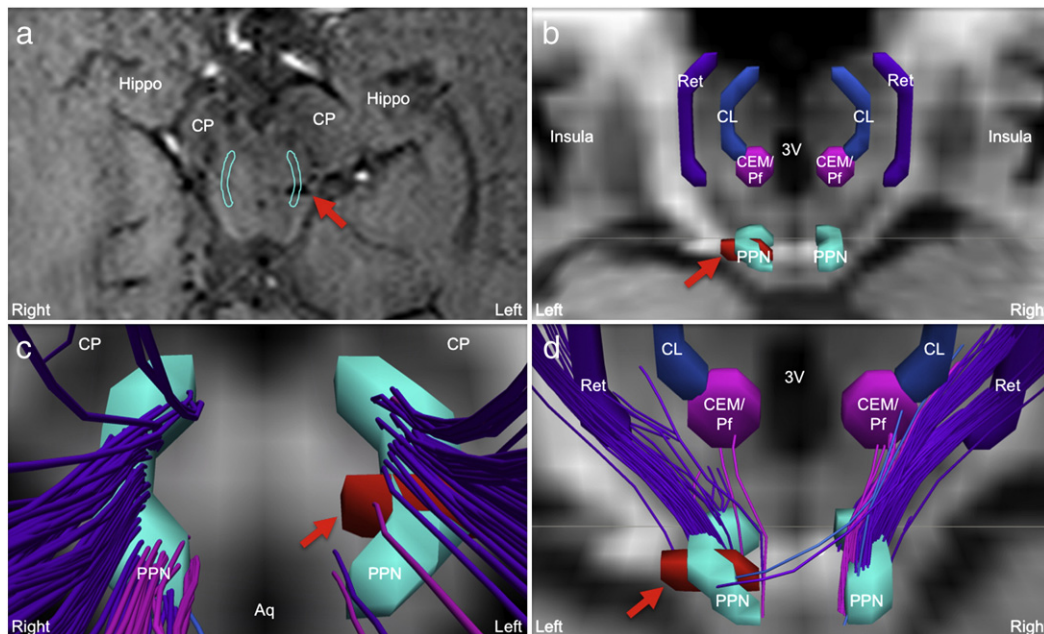 a
Hippo
CP
CP
Hippo
Right
Left
b
Ret
Ret
CL
CL
Insula
3V
Insula
CEM/
Pf
CEM/
Pf
PPN
PPN
Left
Righ
c
CP
CP
PPN
PPN
Aq
Right
Left
d
CL
3V
Ret
Ret
CEM/
Pf
CEM/
Pf
PPN
PPN
Left
Righ